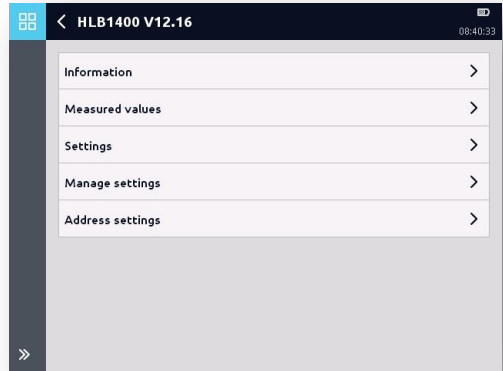 HLB1400 V12.16
08:40:33
Information
Measured values
Settings
Manage settings
Address settings